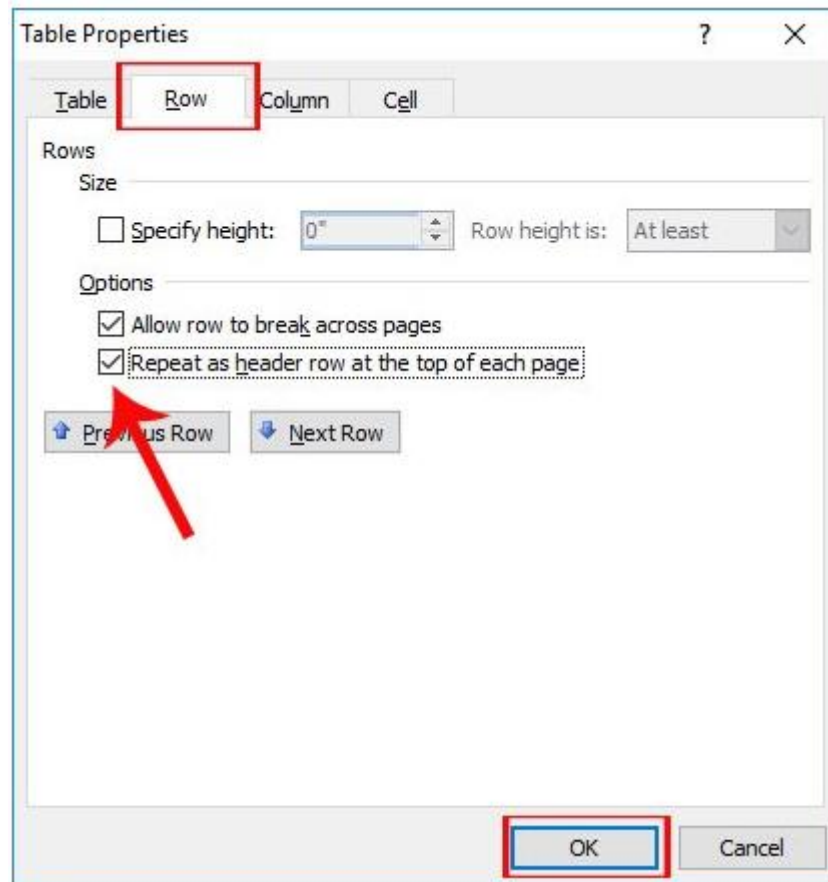 Table Properties ?
Table Row Column Cell
Rows
Size
Specify height: 0" Row height is: At least
Options
Allow row to break across pages
Repeat as header row at the top of each page
Previous Row Next Row
OK Cancel